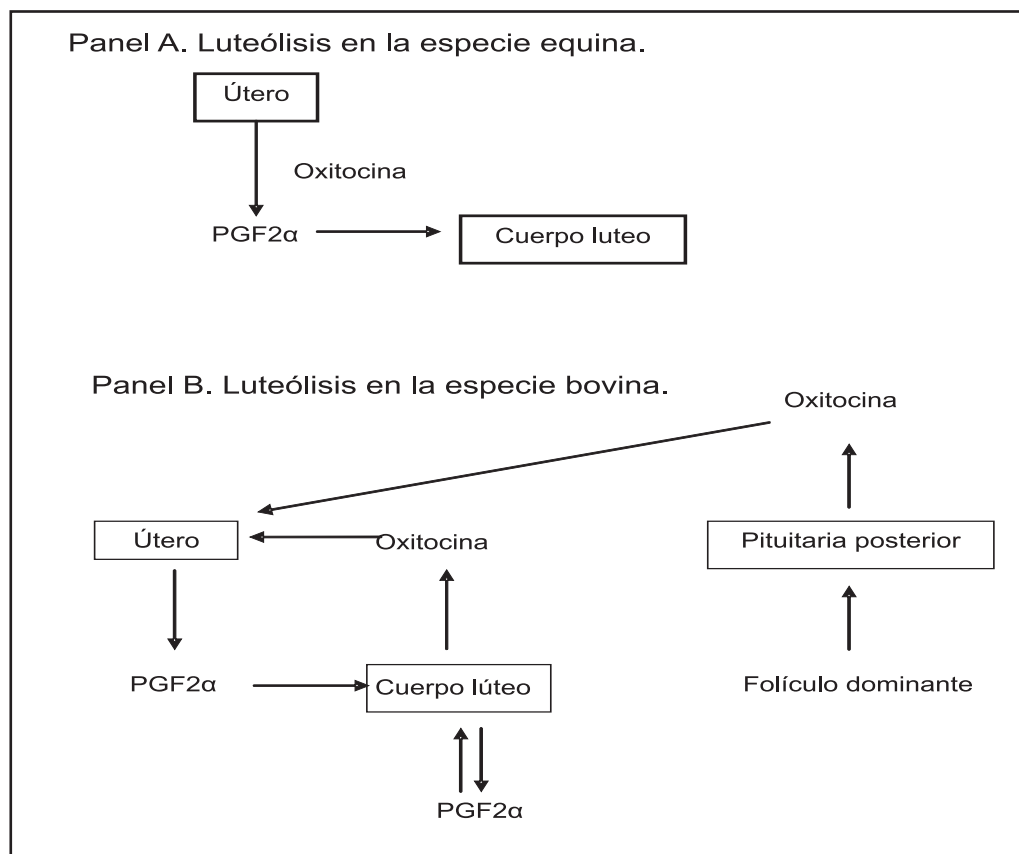 Panel A. Luteólisis en la especie equina.
Útero
Oxitocina
PGF2α
Cuerpo luteo
Panel B. Luteólisis en la especie bovina.
Oxitocina
Útero
Oxitocina
Pituitaria posterior
PGF2α
Cuerpo lúteo
Folículo dominante
PGF2α